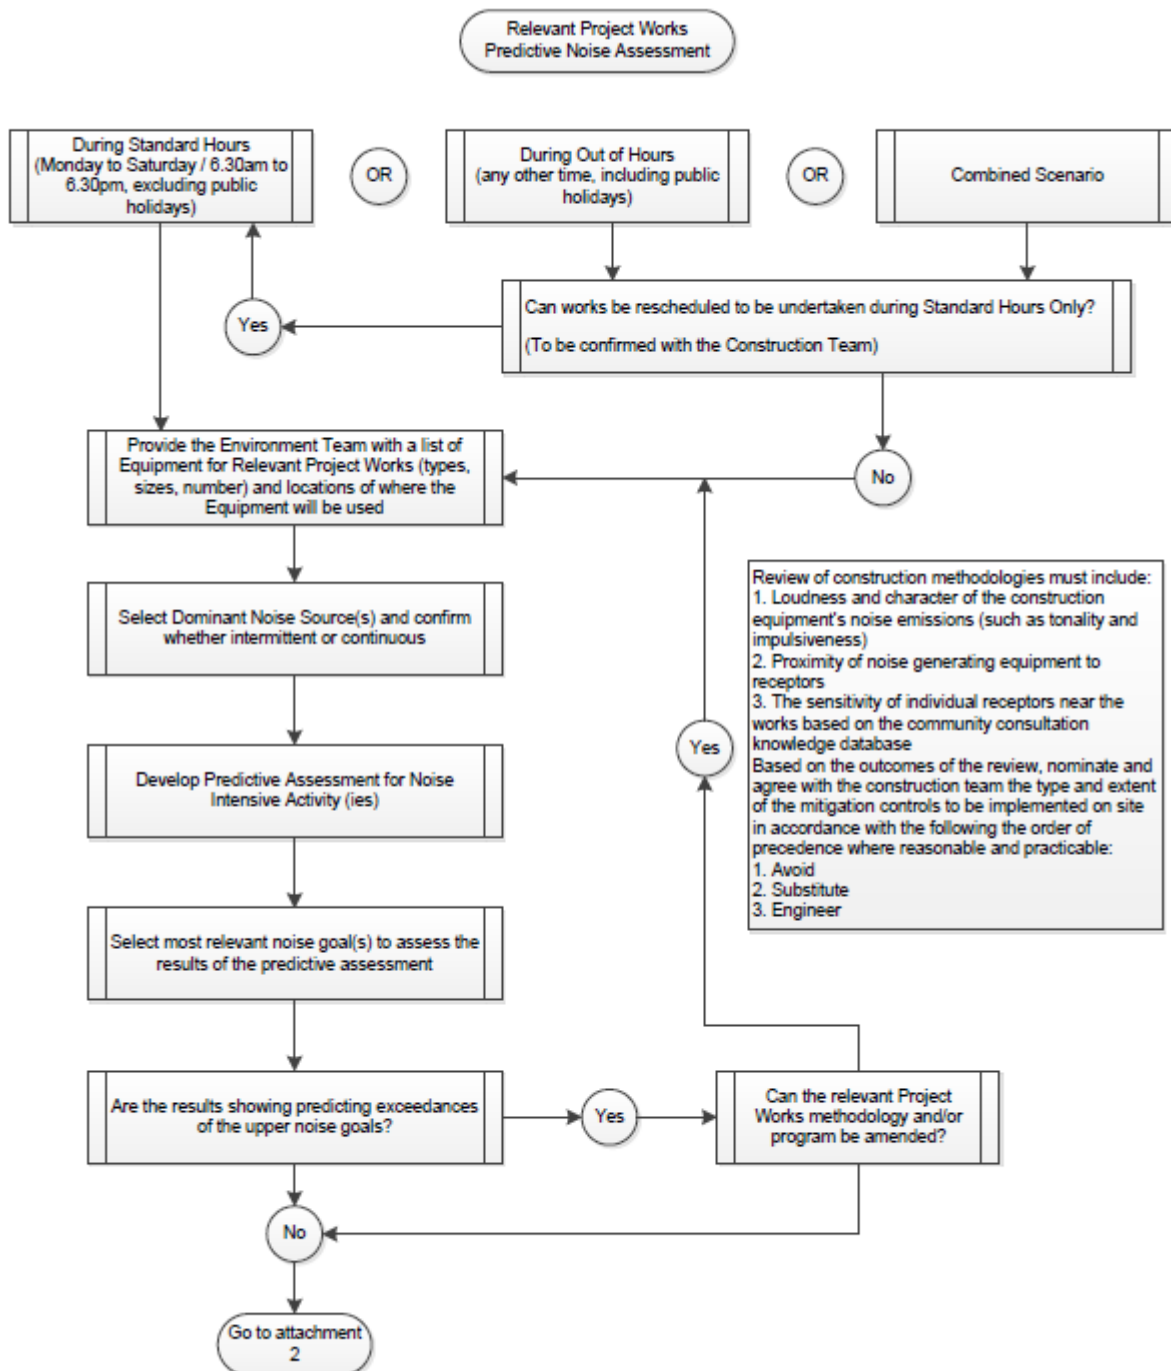 Relevant Project Works
Predictive Noise Assessment
During Standard Hours
(Monday to Saturday / 6.30am to
6.30pm, excluding public
holidays)
OR
During Out of Hours
(any other time, including public
holidays)
OR
Combined Scenario
Can works be rescheduled to be undertaken during Standard Hours Only?
(To be confirmed with the Construction Team)
Yes
No
Provide the Environment Team with a list of
Equipment for Relevant Project Works (types,
sizes, number) and locations of where the
Equipment will be used
Select Dominant Noise Source(s) and confirm
whether intermittent or continuous
Review of construction methodologies must include:
1. Loudness and character of the construction
equipment's noise emissions (such as tonality and
impulsiveness)
2. Proximity of noise generating equipment to
receptors
3. The sensitivity of individual receptors near the
works based on the community consultation
knowledge database
Based on the outcomes of the review, nominate and
agree with the construction team the type and extent
of the mitigation controls to be implemented on site
in accordance with the following the order of
precedence where reasonable and practicable:
1. Avoid
2. Substitute
3. Engineer
Yes
Develop Predictive Assessment for Noise
Intensive Activity (ies)
Select most relevant noise goal(s) to assess the
results of the predictive assessment
Are the results showing predicting exceedances
of the upper noise goals?
Yes
Can the relevant Project
Works methodology and/or
program be amended?
No
Go to attachment
2